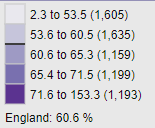 2.3 to 53.5 (1,605)
53.6 to 60.5 (1,635)
60.6 to 65.3 (1,159)
65.4 to 71.5 (1,199)
71.6 to 153.3 (1,193)
England: 60.6 %